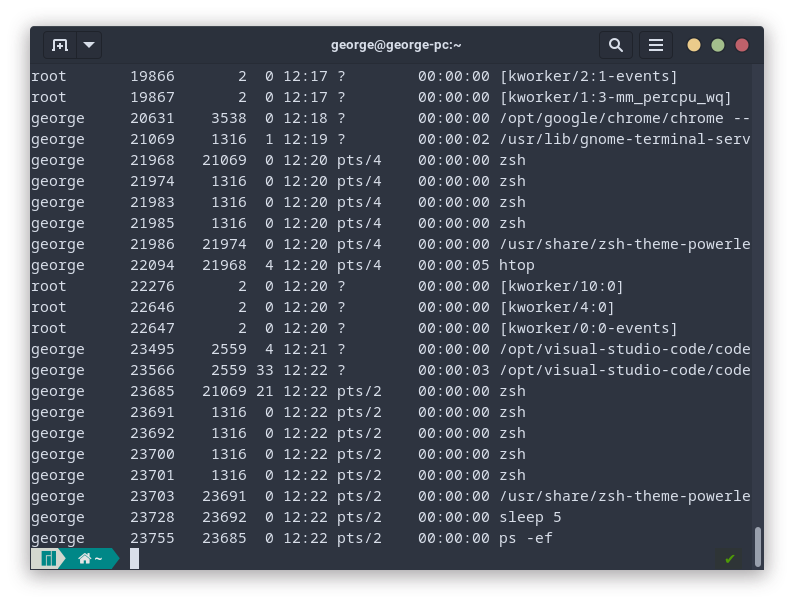 george@george-pc:~
root 19866 2 0 12:17 ? 00:00:00 [kworker/2:1-events]
root 19867 2 0 12:17 ? 00:00:00 [kworker/1:3-mm_percpu_wq]
george 20631 3538 0 12:18 ? 00:00:00 /opt/google/chrome/chrome --
george 21069 1316 1 12:19 ? 00:00:02 /usr/lib/gnome-terminal-serv
george 21968 21069 0 12:20 pts/4 00:00:00 zsh
george 21974 1316 0 12:20 pts/4 00:00:00 zsh
george 21983 1316 0 12:20 pts/4 00:00:00 zsh
george 21985 1316 0 12:20 pts/4 00:00:00 zsh
george 21986 21974 0 12:20 pts/4 00:00:00 /usr/share/zsh-theme-powerle
george 22094 21968 4 12:20 pts/4 00:00:05 htop
root 22276 2 0 12:20 ? 00:00:00 [kworker/10:0]
root 22646 2 0 12:20 ? 00:00:00 [kworker/4:0]
root 22647 2 0 12:20 ? 00:00:00 [kworker/0:0-events]
george 23495 2559 4 12:21 ? 00:00:00 /opt/visual-studio-code/code
george 23566 2559 33 12:22 ? 00:00:03 /opt/visual-studio-code/code
george 23685 21069 21 12:22 pts/2 00:00:00 zsh
george 23691 1316 0 12:22 pts/2 00:00:00 zsh
george 23692 1316 0 12:22 pts/2 00:00:00 zsh
george 23700 1316 0 12:22 pts/2 00:00:00 zsh
george 23701 1316 0 12:22 pts/2 00:00:00 zsh
george 23703 23691 0 12:22 pts/2 00:00:00 /usr/share/zsh-theme-powerle
george 23728 23692 0 12:22 pts/2 00:00:00 sleep 5
george 23755 23685 0 12:22 pts/2 00:00:00 ps -ef
~ ✔